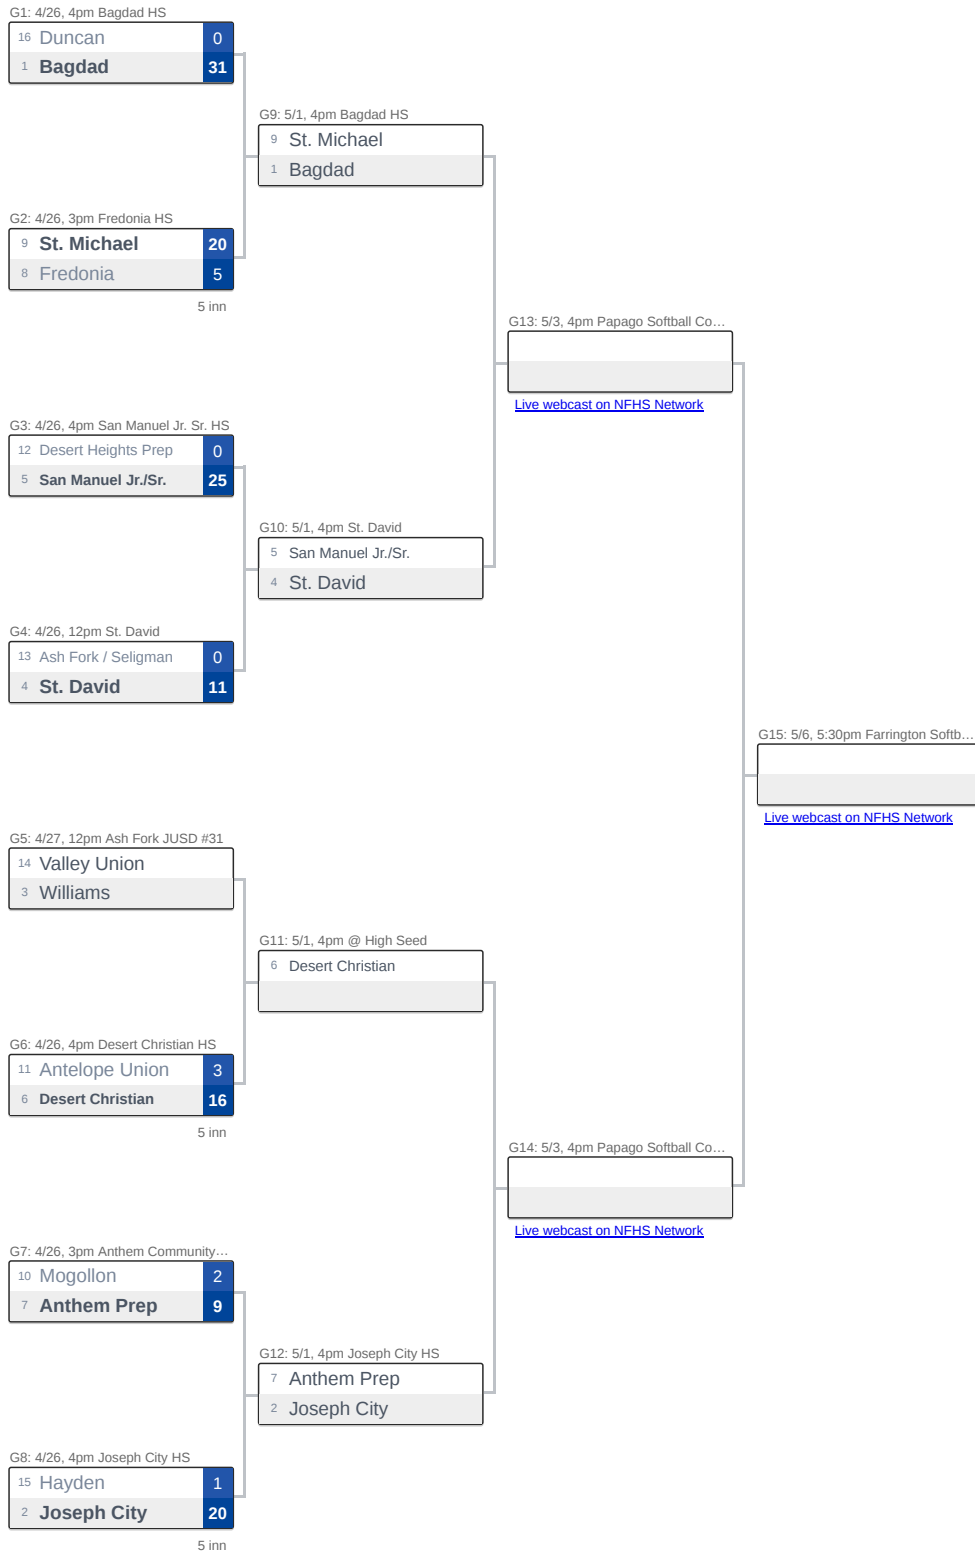 G1: 4/26, 4pm Bagdad HS
16 Duncan 0
1 Bagdad 31
G9: 5/1, 4pm Bagdad HS
9 St. Michael
1 Bagdad
G2: 4/26, 3pm Fredonia HS
9 St. Michael 20
8 Fredonia 5
5 inn
G13: 5/3, 4pm Papago Softball Co…
Live webcast on NFHS Network
G3: 4/26, 4pm San Manuel Jr. Sr. HS
12 Desert Heights Prep 0
5 San Manuel Jr./Sr. 25
G10: 5/1, 4pm St. David
5 San Manuel Jr./Sr.
4 St. David
G4: 4/26, 12pm St. David
13 Ash Fork / Seligman 0
4 St. David 11
G15: 5/6, 5:30pm Farrington Softb…
Live webcast on NFHS Network
G5: 4/27, 12pm Ash Fork JUSD #31
14 Valley Union
3 Williams
G11: 5/1, 4pm @ High Seed
6 Desert Christian
G6: 4/26, 4pm Desert Christian HS
11 Antelope Union 3
6 Desert Christian 16
5 inn
G14: 5/3, 4pm Papago Softball Co…
Live webcast on NFHS Network
G7: 4/26, 3pm Anthem Community…
10 Mogollon 2
7 Anthem Prep 9
G12: 5/1, 4pm Joseph City HS
7 Anthem Prep
2 Joseph City
G8: 4/26, 4pm Joseph City HS
15 Hayden 1
2 Joseph City 20
5 inn